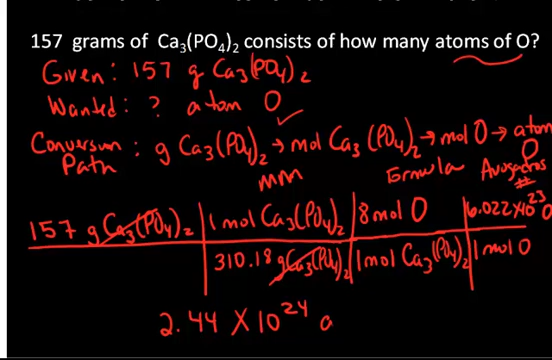 157 grams of Ca3(PO4)2 consists of how many atoms of O?
Given: 157 g Ca3(PO4)2
Wanted: ? atom O
Conversion Path : g Ca3(PO4)2 → mol Ca3(PO4)2 → mol O → atom O
MM Formula Avogadros #
157 g Ca3(PO4)2 | 1 mol Ca3(PO4)2 | 8 mol O | 6.022 X 10^23 O
310.18 g Ca3(PO4)2 | 1 mol Ca3(PO4)2 | 1 mol O
2.44 X 10^24 a